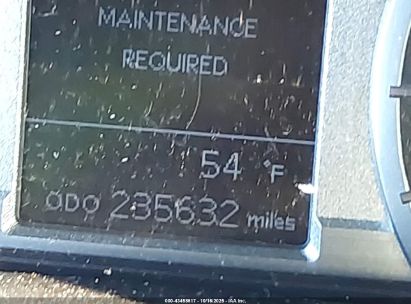 MAINTENANCE
REQUIRED
54 °F
ODO 235632 miles